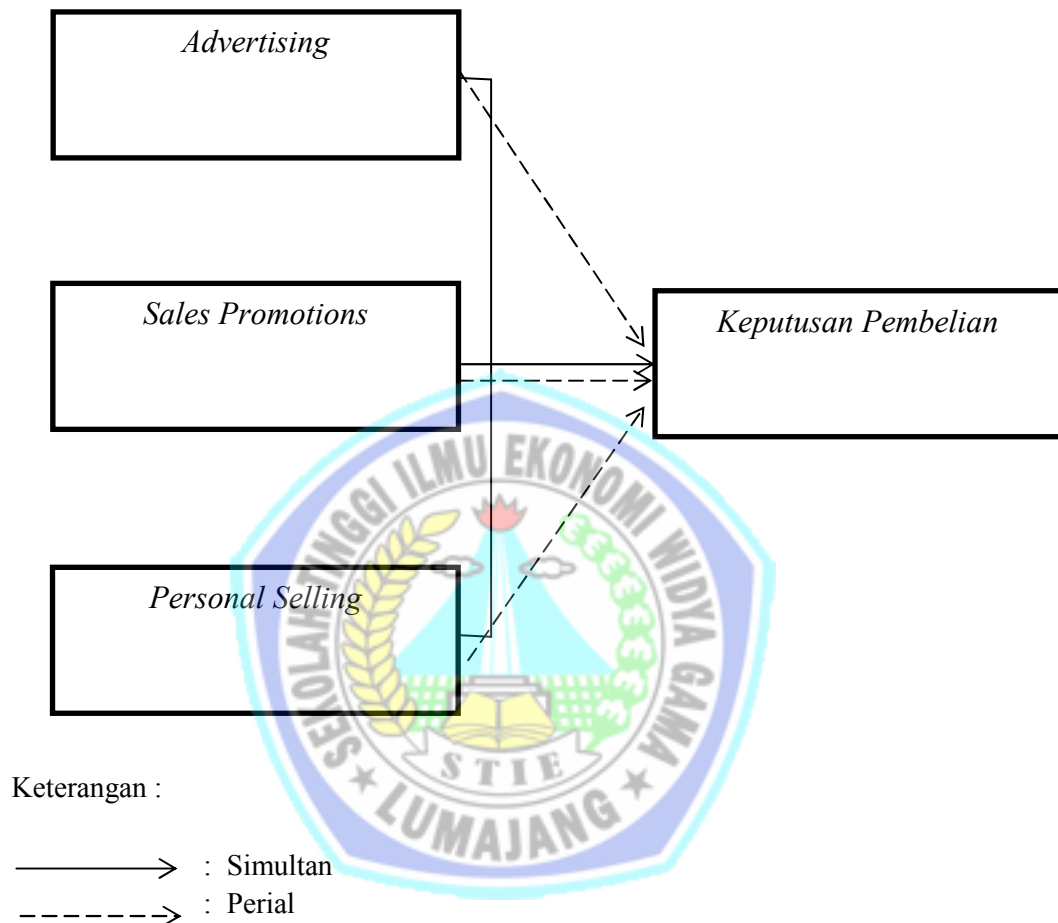 Advertising
Sales Promotions
Keputusan Pembelian
Personal Selling
SEKOLAH TINGGI ILMU EKONOMI WIDYA GAMA
STIE
LUMAJANG
Keterangan :
: Simultan
: Perial